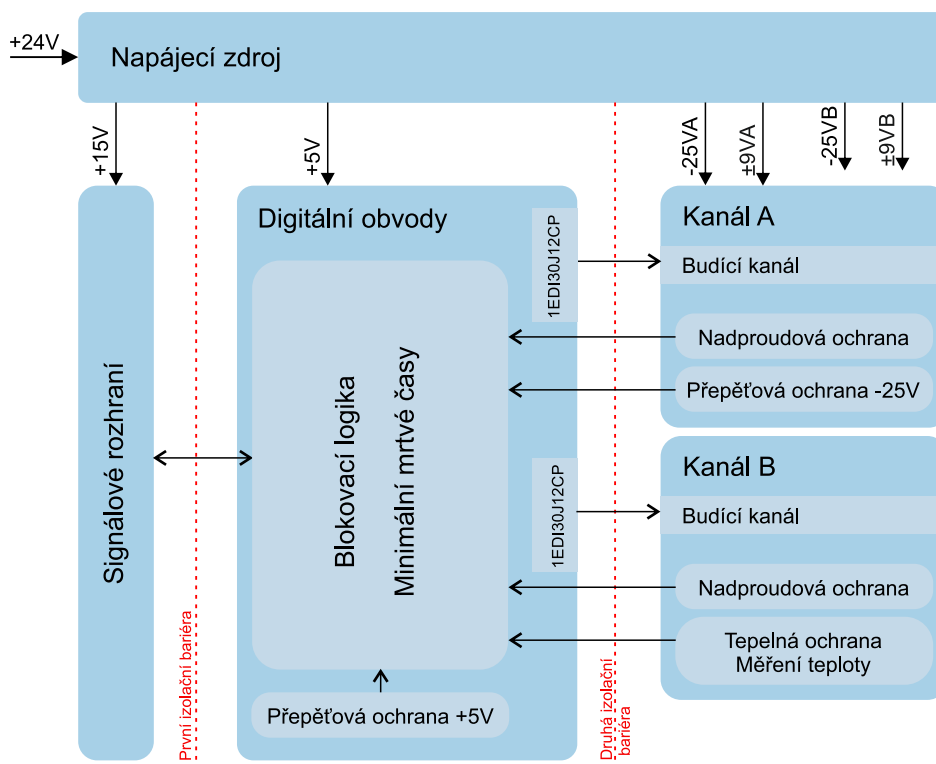 +24V
Napájecí zdroj
+15V
+5V
-25VA
±9VA
-25VB
±9VB
Signálové rozhraní
První izolační bariéra
Digitální obvody
Blokovací logika
Minimální mrtvé časy
1EDI30J12CP
1EDI30J12CP
Přepěťová ochrana +5V
Druhá izolační
bariéra
Kanál A
Budící kanál
Nadproudová ochrana
Přepěťová ochrana -25V
Kanál B
Budící kanál
Nadproudová ochrana
Tepelná ochrana
Měření teploty